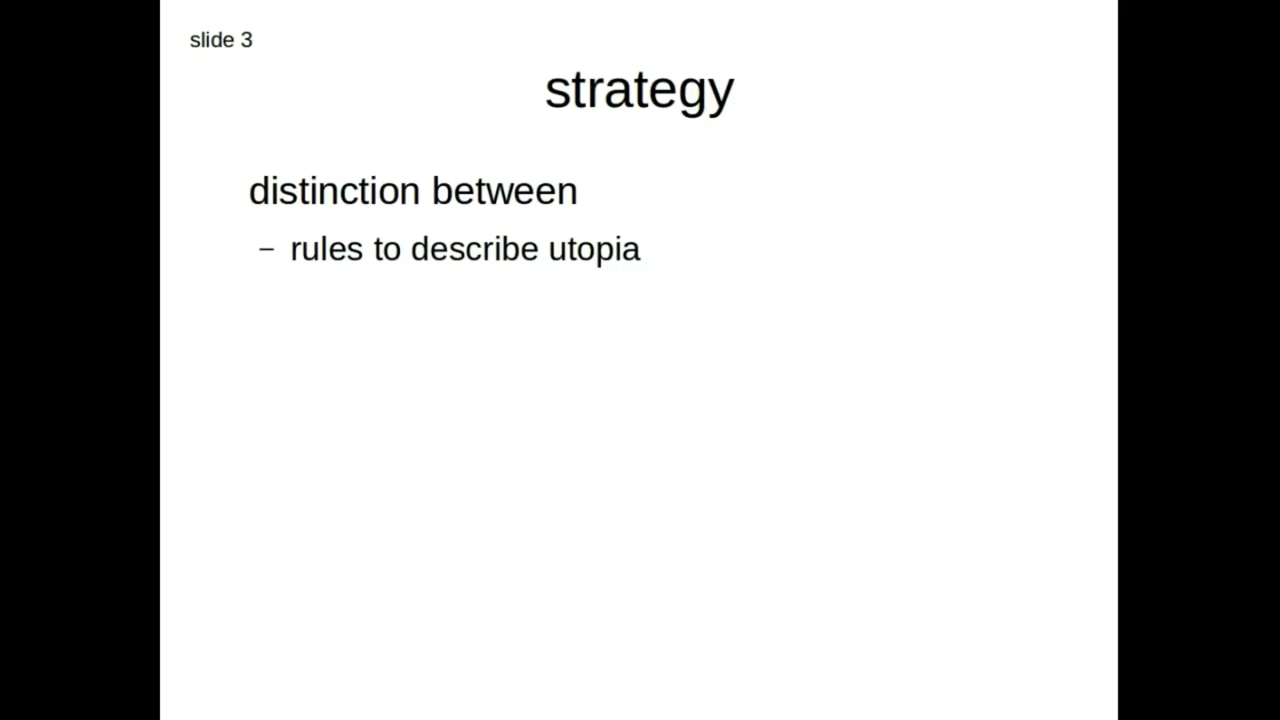 slide 3
strategy
distinction between
– rules to describe utopia